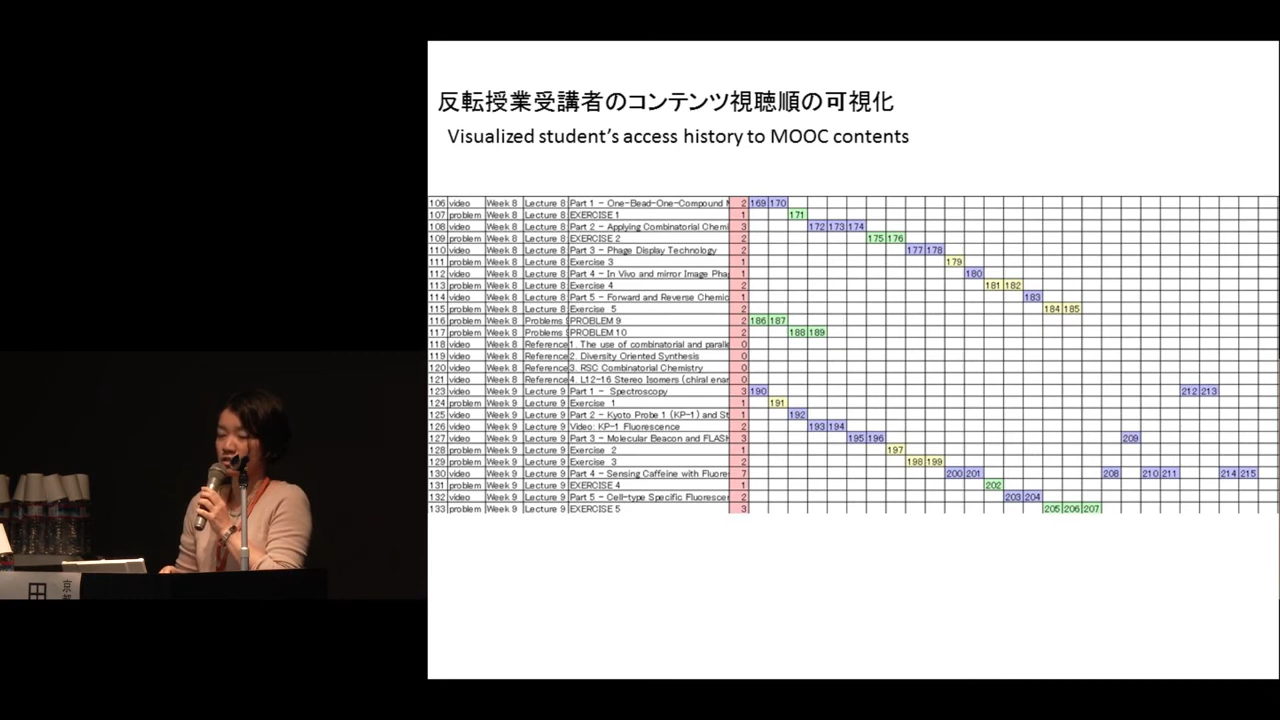 反転授業受講者のコンテンツ視聴順の可視化
Visualized student's access history to MOOC contents
106 video Week 8 Lecture 8 Part 1 - One-Bead-One-Compound 2 169 170
107 problem Week 8 Lecture 8 EXERCISE 1 1 171
108 video Week 8 Lecture 8 Part 2 - Applying Combinatorial Chemi 3 172 173 174
109 problem Week 8 Lecture 8 EXERCISE 2 2 175 176
110 video Week 8 Lecture 8 Part 3 - Phage Display Technology 2 177 178
111 problem Week 8 Lecture 8 Exercise 3 1 179
112 video Week 8 Lecture 8 Part 4 - In Vivo and mirror Image Pha 1 180
113 problem Week 8 Lecture 8 Exercise 4 2 181 182
114 video Week 8 Lecture 8 Part 5 - Forward and Reverse Chemic 1 183
115 problem Week 8 Lecture 8 Exercise 5 2 184 185
116 problem Week 8 Problems PROBLEM 9 2 186 187
117 problem Week 8 Problems PROBLEM 10 2 188 189
118 video Week 8 Reference 1. The use of combinatorial and paralle 0
119 video Week 8 Reference 2. Diversity Oriented Synthesis 0
120 video Week 8 Reference 3. RSC Combinatorial Chemistry 0
121 video Week 8 Reference 4. L12-16 Stereo Isomers (chiral enan 0
123 video Week 9 Lecture 9 Part 1 - Spectroscopy 3 190 212 213
124 problem Week 9 Lecture 9 Exercise 1 1 191
125 video Week 9 Lecture 9 Part 2 - Kyoto Probe 1 (KP-1) and St 1 192
126 video Week 9 Lecture 9 Video: KP-1 Fluorescence 2 193 194
127 video Week 9 Lecture 9 Part 3 - Molecular Beacon and FLASH 3 195 196 209
128 problem Week 9 Lecture 9 Exercise 2 1 197
129 problem Week 9 Lecture 9 Exercise 3 2 198 199
130 video Week 9 Lecture 9 Part 4 - Sensing Caffeine with Fluores 7 200 201 208 210 211 214 215
131 problem Week 9 Lecture 9 EXERCISE 4 1 202
132 video Week 9 Lecture 9 Part 5 - Cell-type Specific Fluorescen 2 203 204
133 problem Week 9 Lecture 9 EXERCISE 5 3 205 206 207
田